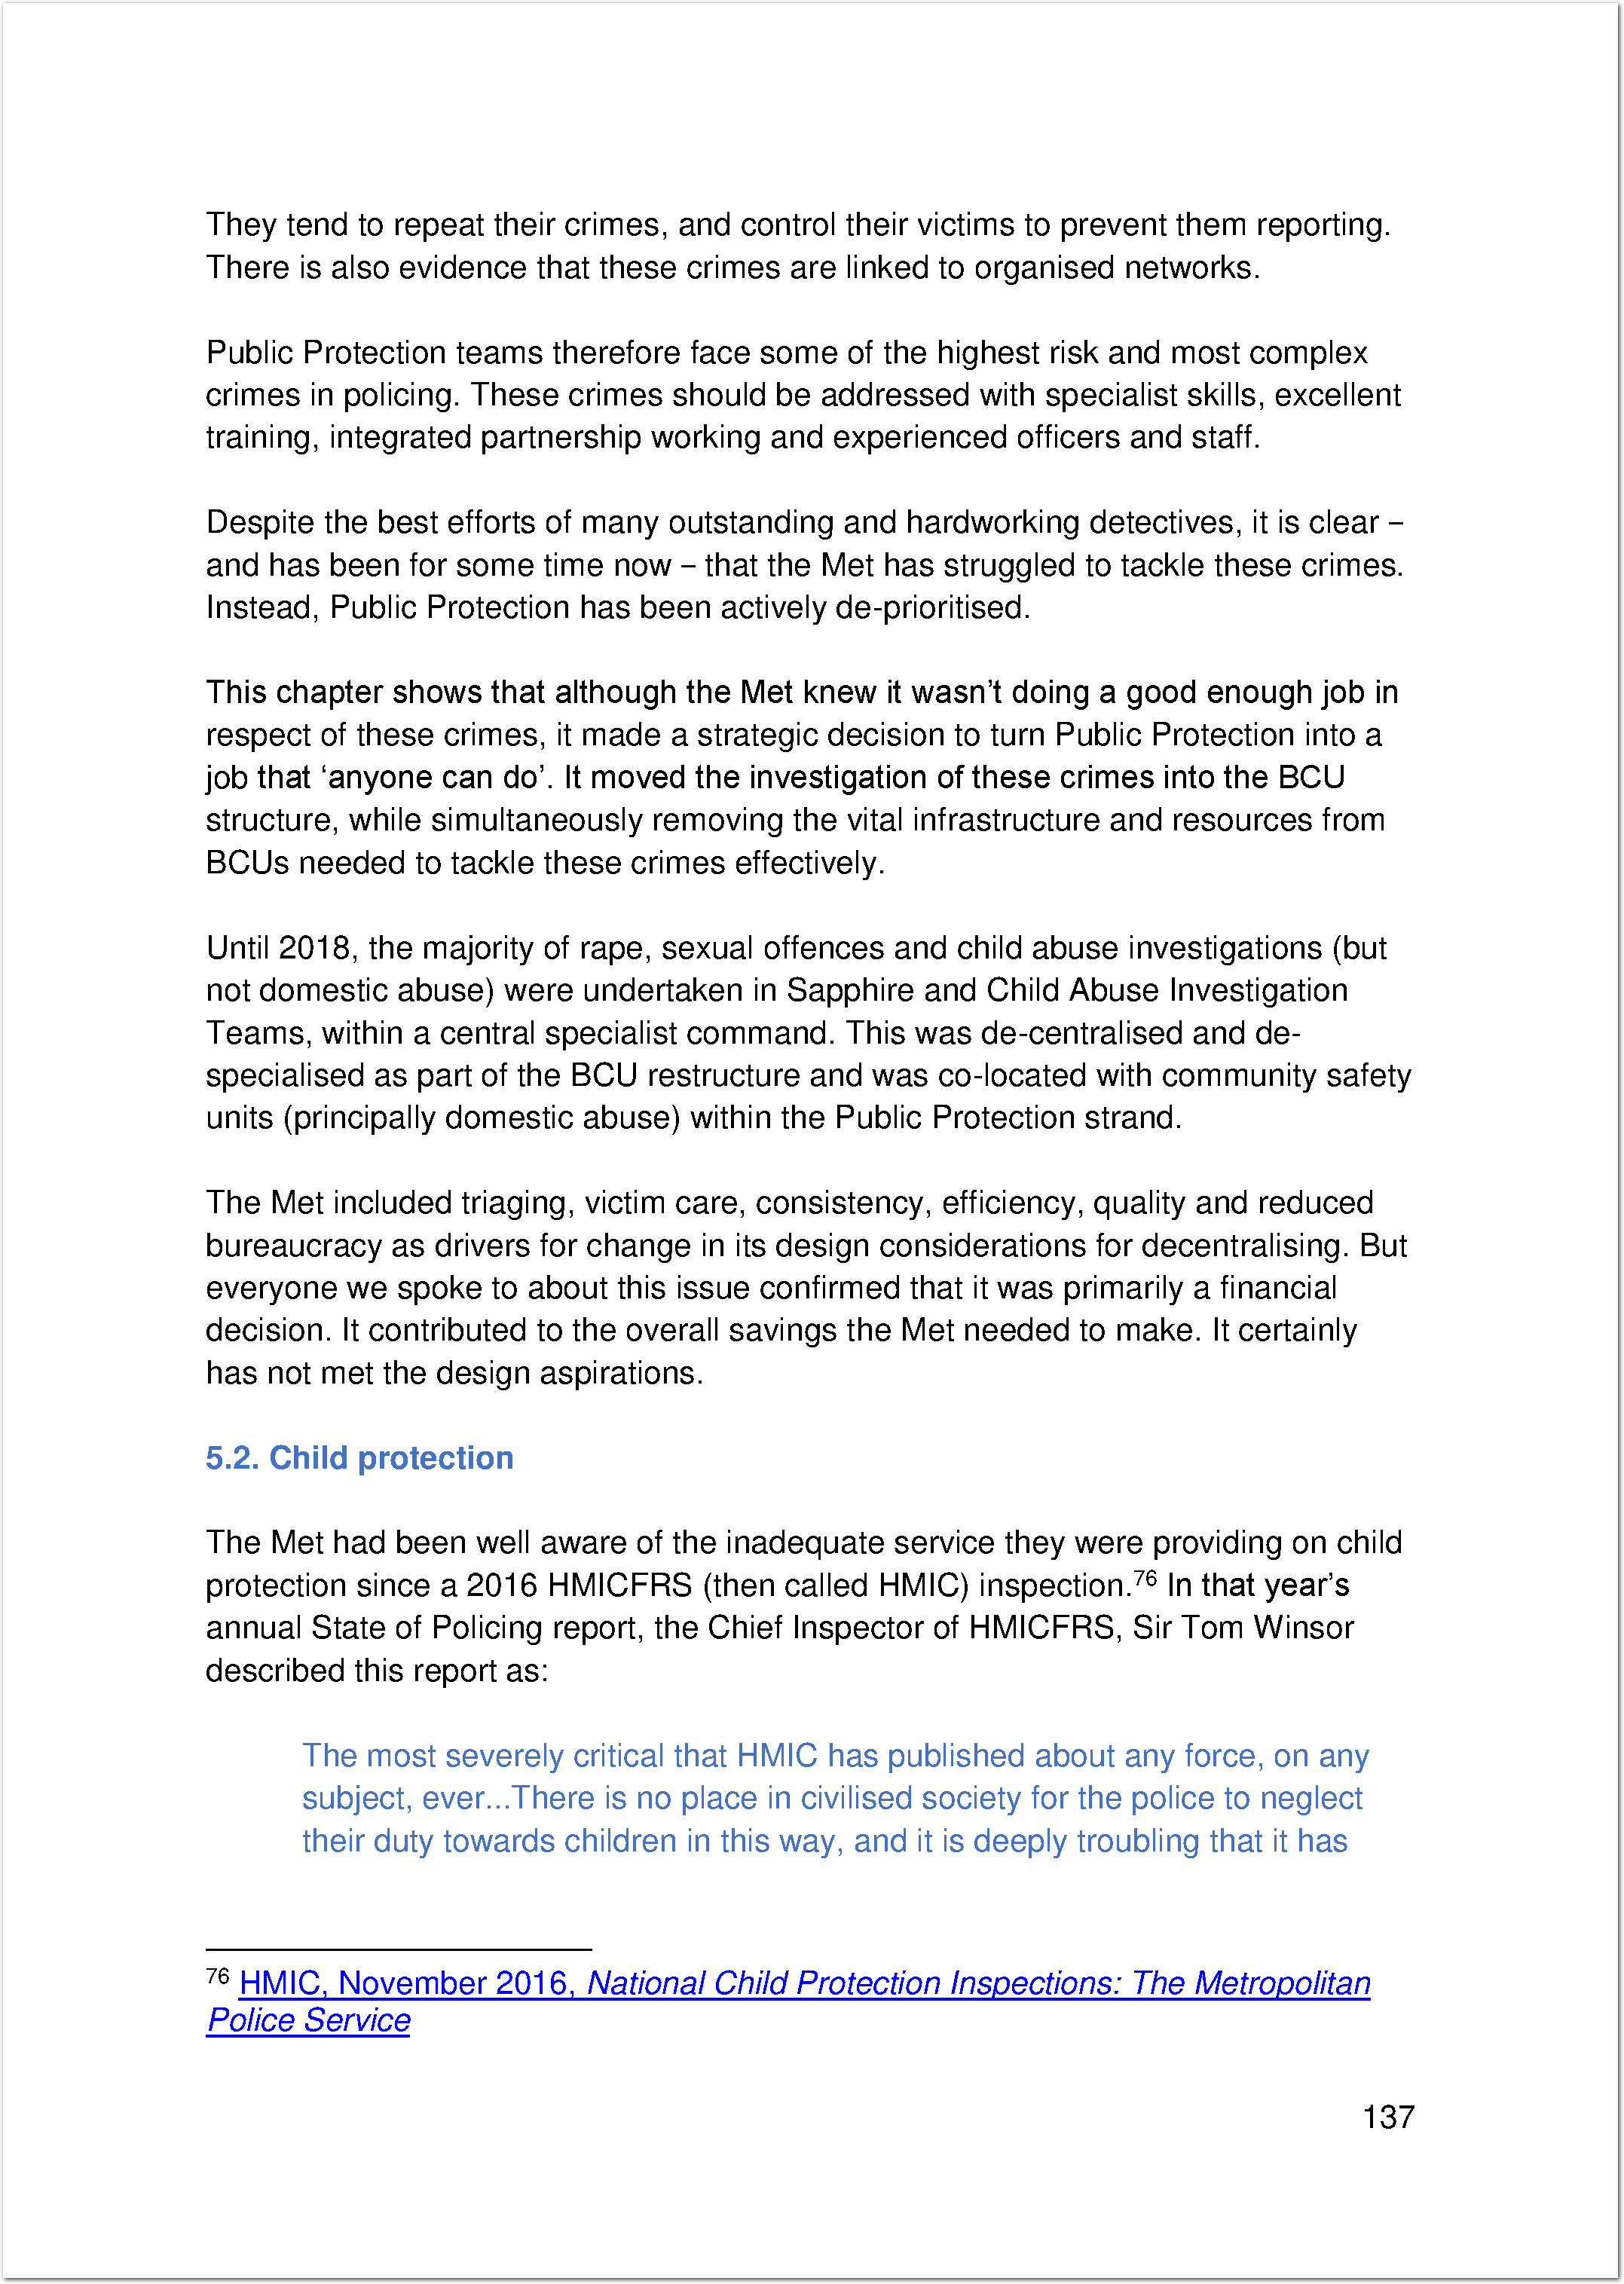 They tend to repeat their crimes, and control their victims to prevent them reporting.
There is also evidence that these crimes are linked to organised networks.
Public Protection teams therefore face some of the highest risk and most complex
crimes in policing. These crimes should be addressed with specialist skills, excellent
training, integrated partnership working and experienced officers and staff.
Despite the best efforts of many outstanding and hardworking detectives, it is clear –
and has been for some time now – that the Met has struggled to tackle these crimes.
Instead, Public Protection has been actively de-prioritised.
This chapter shows that although the Met knew it wasn’t doing a good enough job in
respect of these crimes, it made a strategic decision to turn Public Protection into a
job that ‘anyone can do’. It moved the investigation of these crimes into the BCU
structure, while simultaneously removing the vital infrastructure and resources from
BCUs needed to tackle these crimes effectively.
Until 2018, the majority of rape, sexual offences and child abuse investigations (but
not domestic abuse) were undertaken in Sapphire and Child Abuse Investigation
Teams, within a central specialist command. This was de-centralised and de-
specialised as part of the BCU restructure and was co-located with community safety
units (principally domestic abuse) within the Public Protection strand.
The Met included triaging, victim care, consistency, efficiency, quality and reduced
bureaucracy as drivers for change in its design considerations for decentralising. But
everyone we spoke to about this issue confirmed that it was primarily a financial
decision. It contributed to the overall savings the Met needed to make. It certainly
has not met the design aspirations.
5.2. Child protection
The Met had been well aware of the inadequate service they were providing on child
protection since a 2016 HMICFRS (then called HMIC) inspection.76 In that year’s
annual State of Policing report, the Chief Inspector of HMICFRS, Sir Tom Winsor
described this report as:
The most severely critical that HMIC has published about any force, on any
subject, ever...There is no place in civilised society for the police to neglect
their duty towards children in this way, and it is deeply troubling that it has
76 HMIC, November 2016, National Child Protection Inspections: The Metropolitan
Police Service
137